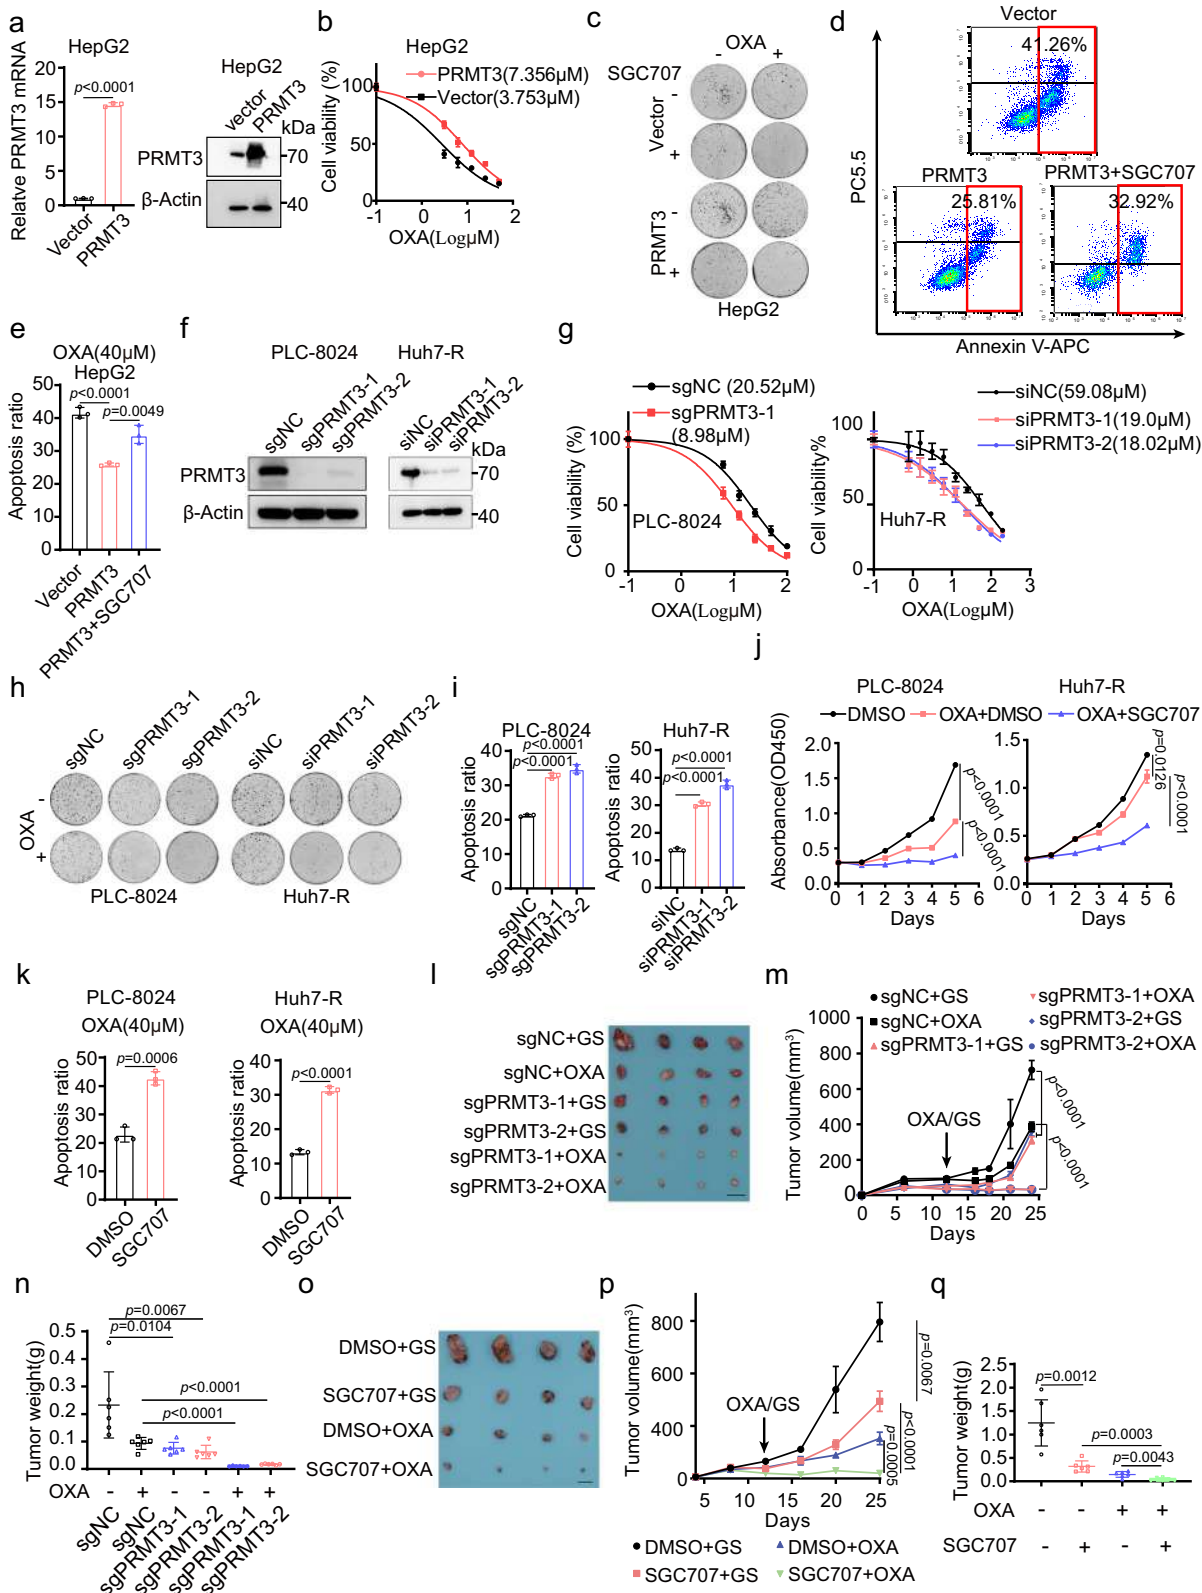 a
HepG2
Relative PRMT3 mRNA
20
15
10
5
0
p<0.0001
Vector
PRMT3
HepG2
vector
PRMT3
kDa
PRMT3
70
β-Actin
40
b
HepG2
Cell viability (%)
100
50
0
PRMT3(7.356μM)
Vector(3.753μM)
-1 0 1 2
OXA(LogμM)
c
OXA
- +
SGC707
-
Vector
+
-
PRMT3
+
HepG2
d
Vector
41.26%
PRMT3
25.81%
PRMT3+SGC707
32.92%
PC5.5
Annexin V-APC
e
OXA(40μM)
HepG2
Apoptosis ratio
50
40
30
20
10
0
p<0.0001
p=0.0049
Vector
PRMT3
PRMT3+SGC707
f
PLC-8024
Huh7-R
sgNC
sgPRMT3-1
sgPRMT3-2
siNC
siPRMT3-1
siPRMT3-2
kDa
PRMT3
70
β-Actin
40
g
sgNC (20.52μM)
sgPRMT3-1
(8.98μM)
Cell viability (%)
100
50
0
PLC-8024
-1 0 1 2
OXA(LogμM)
siNC(59.08μM)
siPRMT3-1(19.0μM)
siPRMT3-2(18.02μM)
Cell viability%
100
50
0
Huh7-R
-1 0 1 2 3
OXA(LogμM)
h
sgNC
sgPRMT3-1
sgPRMT3-2
siNC
siPRMT3-1
siPRMT3-2
OXA
-
+
PLC-8024
Huh7-R
i
PLC-8024
Apoptosis ratio
40
30
20
10
0
p<0.0001
p<0.0001
sgNC
sgPRMT3-1
sgPRMT3-2
Huh7-R
Apoptosis ratio
50
40
30
20
10
0
p<0.0001
p<0.0001
siNC
siPRMT3-1
siPRMT3-2
j
PLC-8024
Huh7-R
DMSO OXA+DMSO OXA+SGC707
Absorbance(OD450)
2.0
1.5
1.0
0.5
0.0
p<0.0001
p<0.0001
0 1 2 3 4 5 6
Days
1.5
1.0
0.5
0.0
p=0.0126
p<0.0001
0 1 2 3 4 5 6
Days
k
PLC-8024
OXA(40μM)
Apoptosis ratio
50
40
30
20
10
0
p=0.0006
DMSO
SGC707
Huh7-R
OXA(40μM)
Apoptosis ratio
40
30
20
10
0
p<0.0001
DMSO
SGC707
l
sgNC+GS
sgNC+OXA
sgPRMT3-1+GS
sgPRMT3-2+GS
sgPRMT3-1+OXA
sgPRMT3-2+OXA
m
sgNC+GS
sgNC+OXA
sgPRMT3-1+GS
sgPRMT3-1+OXA
sgPRMT3-2+GS
sgPRMT3-2+OXA
Tumor volume(mm³)
1000
800
600
400
200
0
OXA/GS
p<0.0001
p<0.0001
0 5 10 15 20 25
Days
n
Tumor weight(g)
0.5
0.4
0.3
0.2
0.1
0.0
p=0.0067
p=0.0104
p<0.0001
p<0.0001
OXA - + - - + +
sgNC
sgNC
sgPRMT3-1
sgPRMT3-2
sgPRMT3-1
sgPRMT3-2
o
DMSO+GS
SGC707+GS
DMSO+OXA
SGC707+OXA
p
Tumor volume(mm³)
800
600
400
200
0
OXA/GS
p=0.0067
p<0.0001
p=0.0005
5 10 15 20 25
Days
DMSO+GS
DMSO+OXA
SGC707+GS
SGC707+OXA
q
Tumor weight(g)
2.5
2.0
1.5
1.0
0.5
0.0
p=0.0012
p=0.0003
p=0.0043
OXA - - + +
SGC707 - + - +